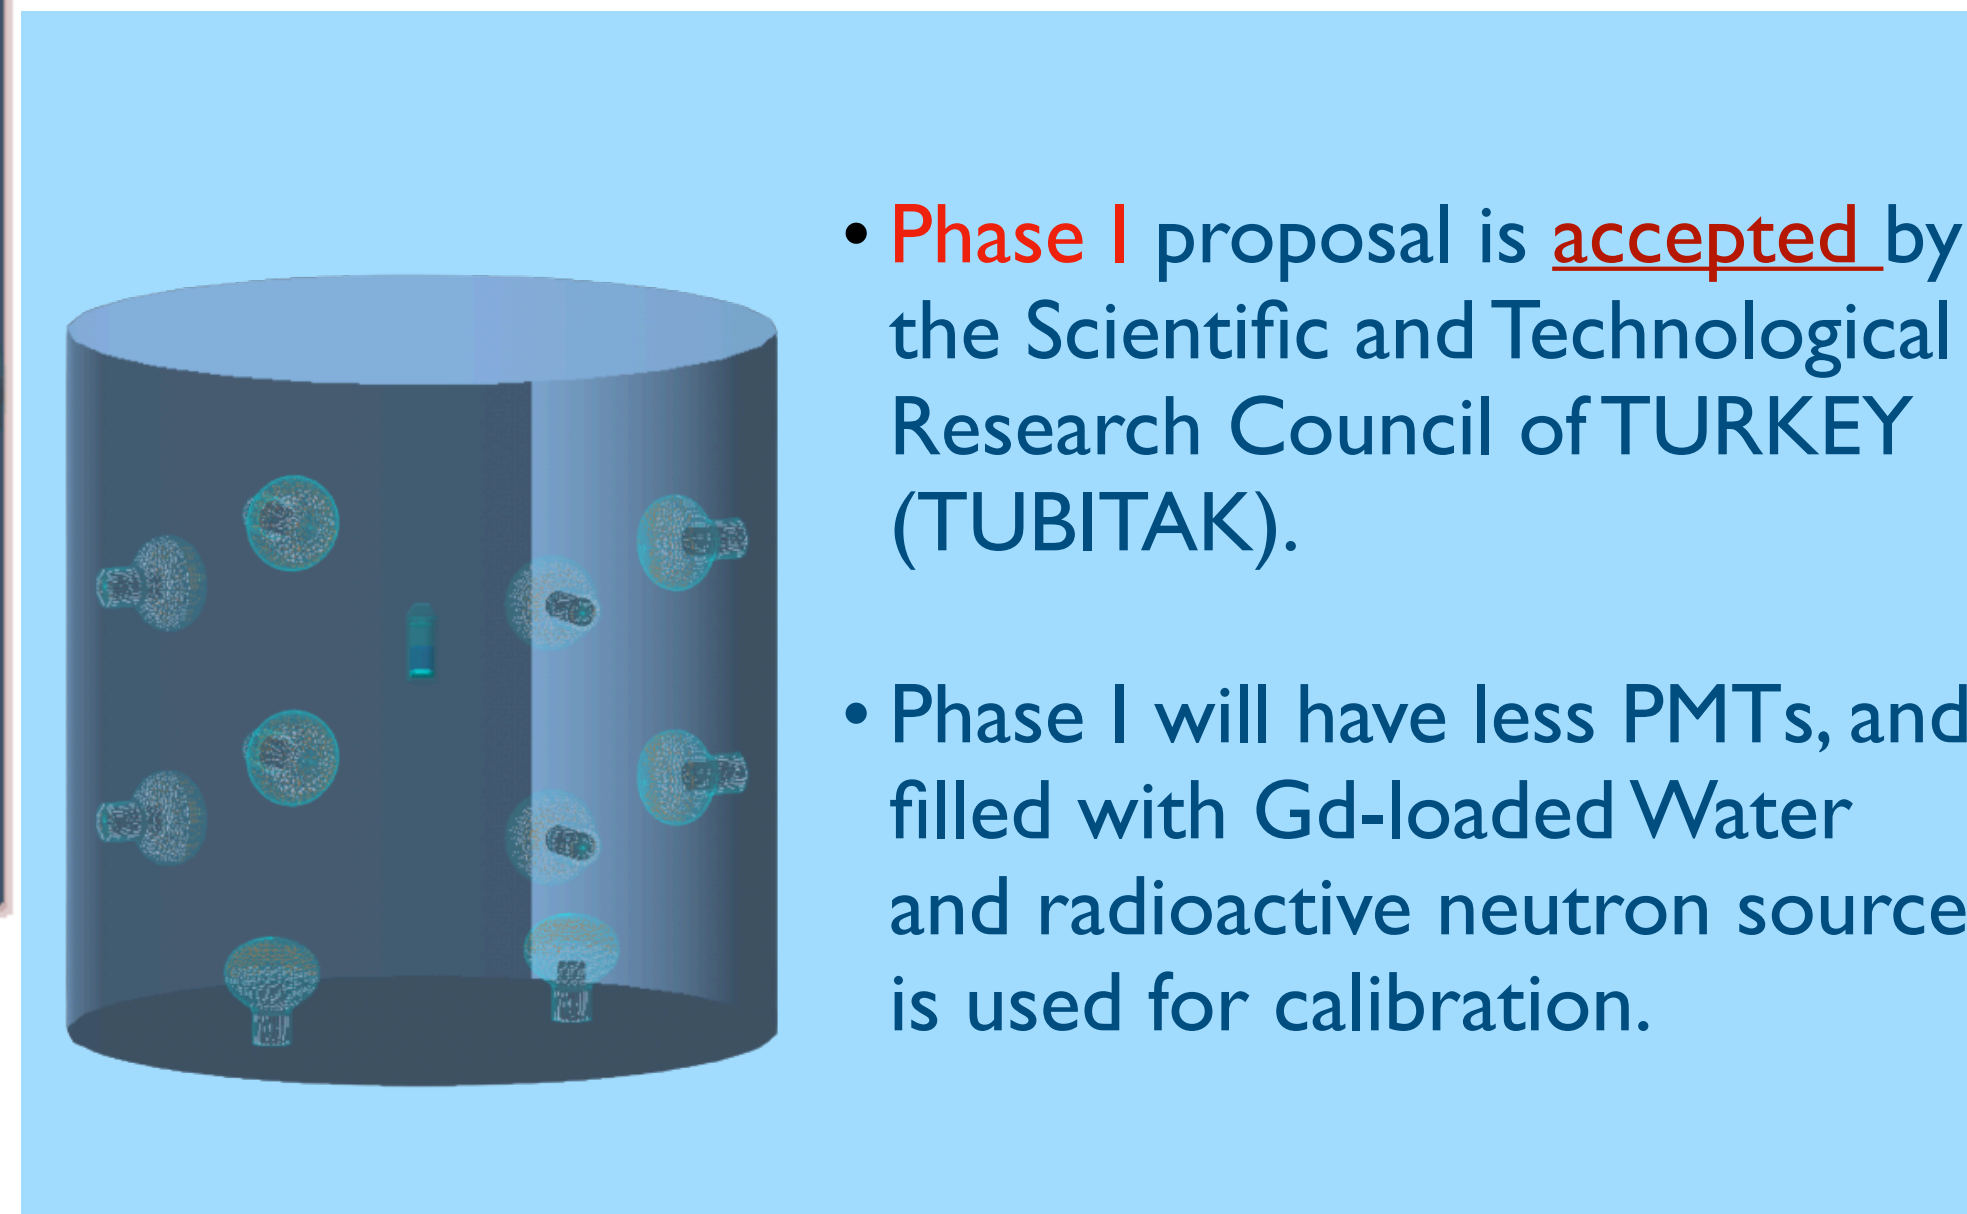 • Phase I proposal is accepted by
the Scientific and Technological
Research Council of TURKEY
(TUBITAK).
• Phase I will have less PMTs, and
filled with Gd-loaded Water
and radioactive neutron source
is used for calibration.